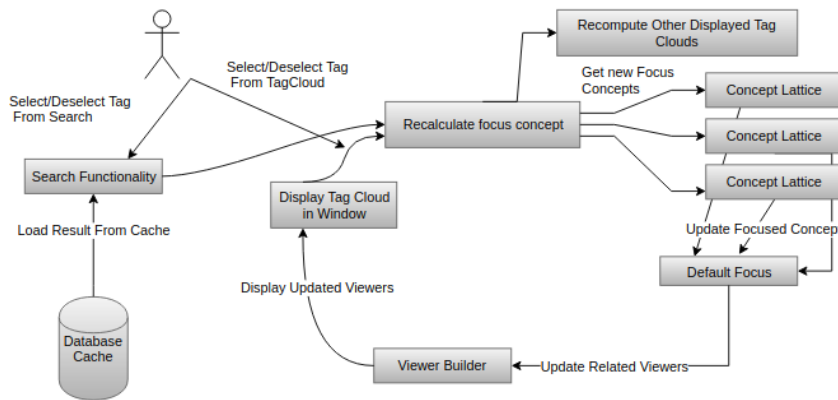 Recompute Other Displayed Tag
Clouds
Select/Deselect Tag
From TagCloud
Get new Focus
Concepts
Concept Lattice
Select/Deselect Tag
From Search
Recalculate focus concept
Concept Lattice
Search Functionality
Concept Lattice
Display Tag Cloud
in Window
Load Result From Cache
Update Focused Concept
Default Focus
Display Updated Viewers
Database
Cache
Viewer Builder
Update Related Viewers